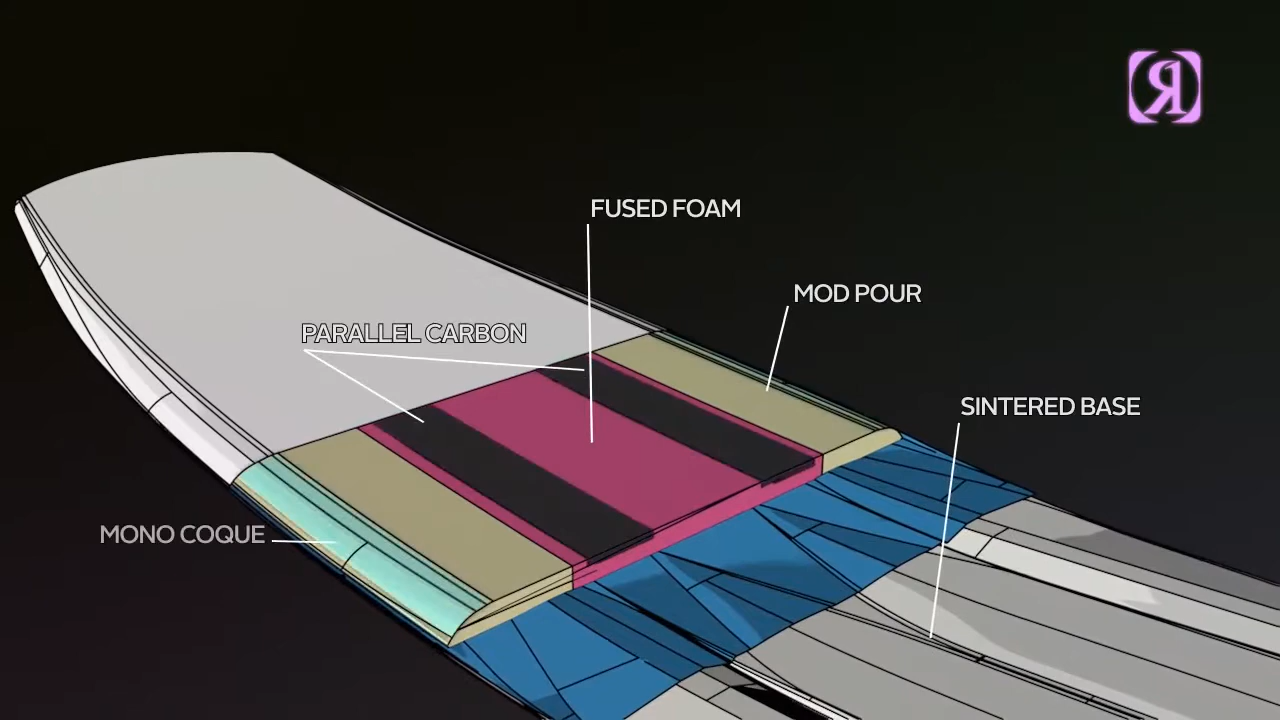 FUSED FOAM
MOD POUR
PARALLEL CARBON
SINTERED BASE
MONO COQUE